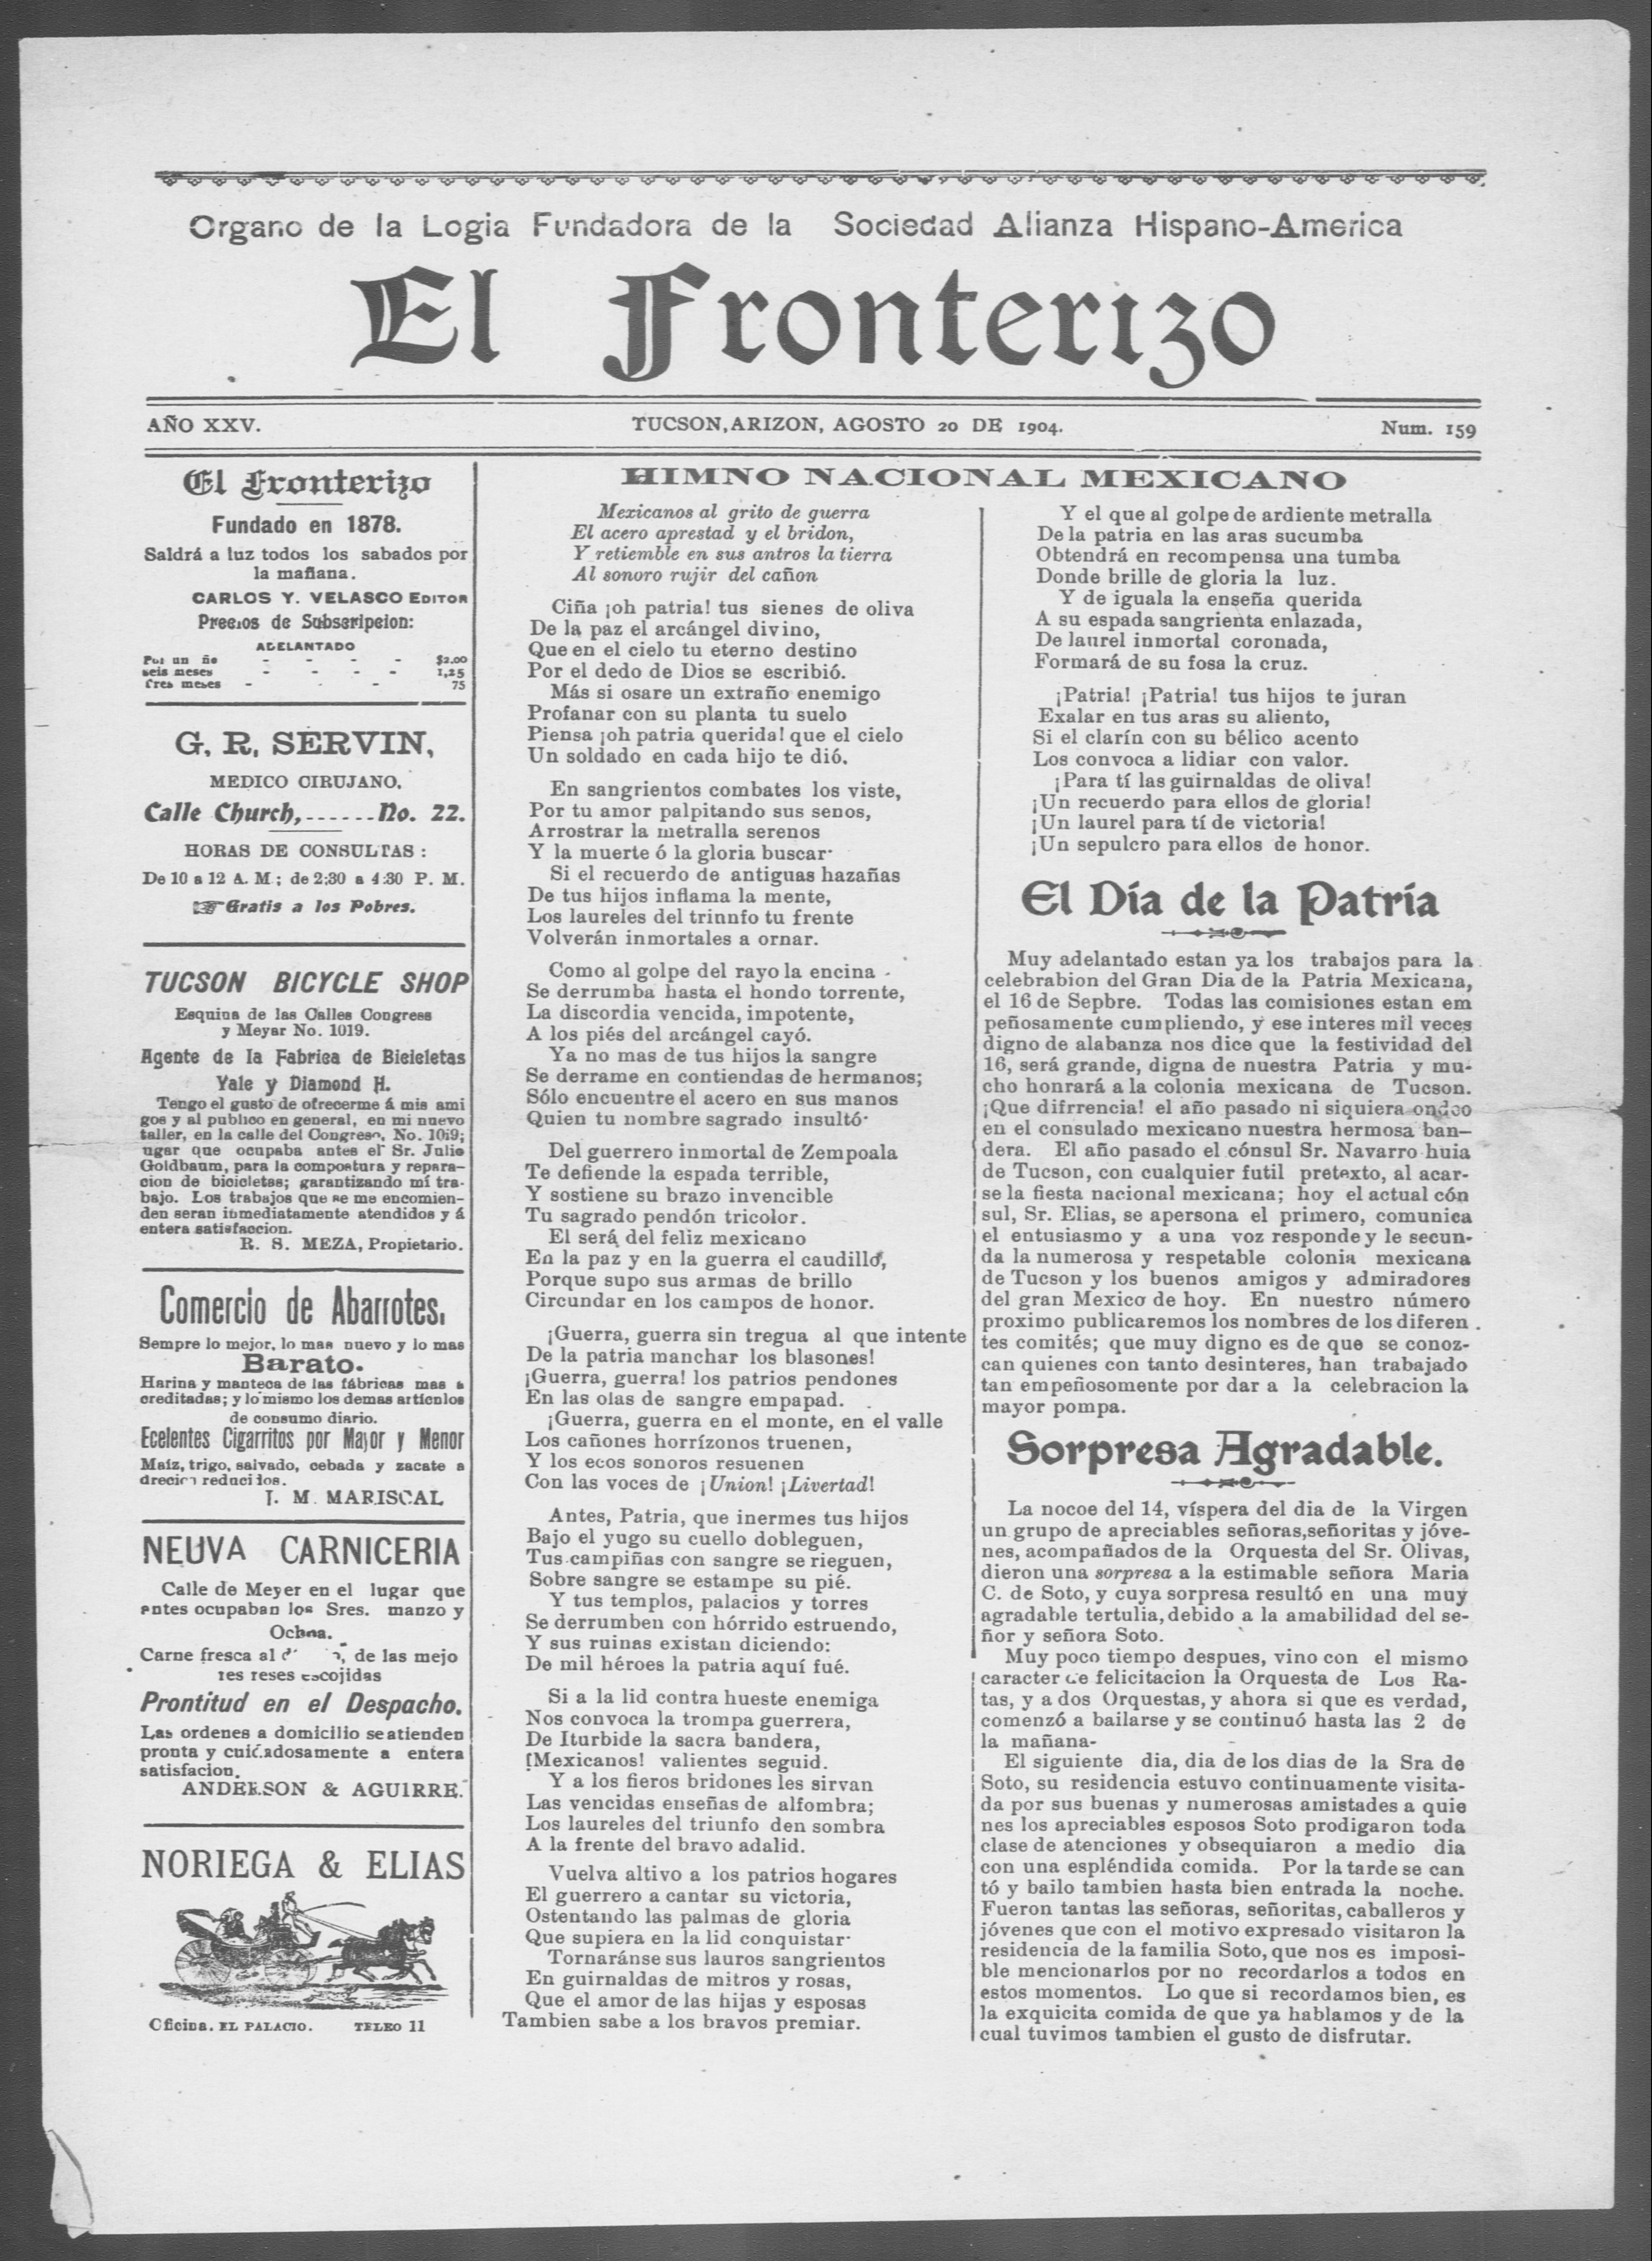 Organo de la Logia Fundadora de la Sociedad Alianza Hispano-America
El Fronterizo
AÑO XXV.
TUCSON, ARIZON, AGOSTO 20 DE 1904.
Num. 159
El Fronterizo
Fundado en 1878.
Saldrá a luz todos los sabados por
la mañana.
CARLOS Y. VELASCO EDITOR
Precios de Subscripcion:
ADELANTADO
Por un ño - - - - $2.00
seis meses - - - - 1,25
Tres meses - - 75
G. R. SERVIN,
MEDICO CIRUJANO.
Calle Church,......No. 22.
HORAS DE CONSULTAS :
De 10 a 12 A. M; de 2:30 a 4:30 P. M.
☞Gratis a los Pobres.
TUCSON BICYCLE SHOP
Esquina de las Calles Congress
y Meyer No. 1019.
Agente de la Fabrica de Bicicletas
Yale y Diamond H.
Tengo el gusto de ofrecerme á mis ami
gos y al publico en general, en mi nuevo
taller, en la calle del Congreso, No. 1019;
ugar que ocupaba antes el Sr. Julio
Goldbaum, para la compostura y repara-
cion de bicicletas; garantizando mí tra-
bajo. Los trabajos que se me encomien-
den seran inmediatamente atendidos y á
entera satisfaccion.
R. S. MEZA, Propietario.
Comercio de Abarrotes.
Sempre lo mejor, lo mas nuevo y lo mas
Barato.
Harina y manteca de las fábricas mas a
creditadas; y lo mismo los demas artículos
de consumo diario.
Ecelentes Cigarritos por Mayor y Menor
Maíz, trigo, salvado, cebada y zacate a
J. M. MARISCAL
NEUVA CARNICERIA
Calle de Meyer en el lugar que
antes ocupaban los Sres. manzo y
Ochoa.
Carne fresca al , de las mejo
res reses escojidas
Prontitud en el Despacho.
Las ordenes a domicilio se atienden
pronta y cuidadosamente a entera
satisfacion.
ANDERSON & AGUIRRE.
NORIEGA & ELIAS
Oficina. EL PALACIO. TELEO 11
HIMNO NACIONAL MEXICANO
Mexicanos al grito de guerra
El acero aprestad y el bridon,
Y retiemble en sus antros la tierra
Al sonoro rujir del cañon
Ciña ¡oh patria! tus sienes de oliva
De la paz el arcángel divino,
Que en el cielo tu eterno destino
Por el dedo de Dios se escribió.
Más si osare un extraño enemigo
Profanar con su planta tu suelo
Piensa ¡oh patria querida! que el cielo
Un soldado en cada hijo te dió.
En sangrientos combates los viste,
Por tu amor palpitando sus senos,
Arrostrar la metralla serenos
Y la muerte ó la gloria buscar·
Si el recuerdo de antiguas hazañas
De tus hijos inflama la mente,
Los laureles del trinnfo tu frente
Volverán inmortales a ornar.
Como al golpe del rayo la encina -
Se derrumba hasta el hondo torrente,
La discordia vencida, impotente,
A los piés del arcángel cayó.
Ya no mas de tus hijos la sangre
Se derrame en contiendas de hermanos;
Sólo encuentre el acero en sus manos
Quien tu nombre sagrado insultó·
Del guerrero inmortal de Zempoala
Te defiende la espada terrible,
Y sostiene su brazo invencible
Tu sagrado pendón tricolor.
El será del feliz mexicano
En la paz y en la guerra el caudillo,
Porque supo sus armas de brillo
Circundar en los campos de honor.
¡Guerra, guerra sin tregua al que intente
De la patria manchar los blasones!
¡Guerra, guerra! los patrios pendones
En las olas de sangre empapad.
¡Guerra, guerra en el monte, en el valle
Los cañones horrízonos truenen,
Y los ecos sonoros resuenen
Con las voces de ¡Union! ¡Livertad!
Antes, Patria, que inermes tus hijos
Bajo el yugo su cuello dobleguen,
Tus campiñas con sangre se rieguen,
Sobre sangre se estampe su pié.
Y tus templos, palacios y torres
Se derrumben con hórrido estruendo,
Y sus ruinas existan diciendo:
De mil héroes la patria aquí fué.
Si a la lid contra hueste enemiga
Nos convoca la trompa guerrera,
De Iturbide la sacra bandera,
¡Mexicanos! valientes seguid.
Y a los fieros bridones les sirvan
Las vencidas enseñas de alfombra;
Los laureles del triunfo den sombra
A la frente del bravo adalid.
Vuelva altivo a los patrios hogares
El guerrero a cantar su victoria,
Ostentando las palmas de gloria
Que supiera en la lid conquistar·
Tornaránse sus lauros sangrientos
En guirnaldas de mitros y rosas,
Que el amor de las hijas y esposas
Tambien sabe a los bravos premiar.
Y el que al golpe de ardiente metralla
De la patria en las aras sucumba
Obtendrá en recompensa una tumba
Donde brille de gloria la luz.
Y de iguala la enseña querida
A su espada sangrienta enlazada,
De laurel inmortal coronada,
Formará de su fosa la cruz.
¡Patria! ¡Patria! tus hijos te juran
Exalar en tus aras su aliento,
Si el clarín con su bélico acento
Los convoca a lidiar con valor.
¡Para tí las guirnaldas de oliva!
¡Un recuerdo para ellos de gloria!
¡Un laurel para tí de victoria!
¡Un sepulcro para ellos de honor.
El Día de la Patria
Muy adelantado estan ya los trabajos para la
celebrabion del Gran Dia de la Patria Mexicana,
el 16 de Sepbre. Todas las comisiones estan em
peñosamente cumpliendo, y ese interes mil veces
digno de alabanza nos dice que la festividad del
16, será grande, digna de nuestra Patria y mu-
cho honrará a la colonia mexicana de Tucson.
¡Que difrrencia! el año pasado ni siquiera ondeo
en el consulado mexicano nuestra hermosa ban-
dera. El año pasado el cónsul Sr. Navarro huia
de Tucson, con cualquier futil pretexto, al acar-
se la fiesta nacional mexicana; hoy el actual cón
sul, Sr. Elias, se apersona el primero, comunica
el entusiasmo y a una voz responde y le secun-
da la numerosa y respetable colonia mexicana
de Tucson y los buenos amigos y admiradores
del gran Mexico de hoy. En nuestro número
proximo publicaremos los nombres de los diferen
tes comités; que muy digno es de que se conoz-
can quienes con tanto desinteres, han trabajado
tan empeñosomente por dar a la celebracion la
mayor pompa.
Sorpresa Agradable.
La nocoe del 14, víspera del dia de la Virgen
un grupo de apreciables señoras,señoritas y jóve-
nes, acompañados de la Orquesta del Sr. Olivas,
dieron una sorpresa a la estimable señora Maria
C. de Soto, y cuya sorpresa resultó en una muy
agradable tertulia, debido a la amabilidad del se-
ñor y señora Soto.
Muy poco tiempo despues, vino con el mismo
caracter de felicitacion la Orquesta de Los Ra-
tas, y a dos Orquestas, y ahora si que es verdad,
comenzó a bailarse y se continuó hasta las 2 de
la mañana-
El siguiente dia, dia de los dias de la Sra de
Soto, su residencia estuvo continuamente visita-
da por sus buenas y numerosas amistades a quie
nes los apreciables esposos Soto prodigaron toda
clase de atenciones y obsequiaron a medio dia
con una espléndida comida. Por la tarde se can
tó y bailo tambien hasta bien entrada la noche.
Fueron tantas las señoras, señoritas, caballeros y
jóvenes que con el motivo expresado visitaron la
residencia de la familia Soto, que nos es imposi-
ble mencionarlos por no recordarlos a todos en
estos momentos. Lo que si recordamos bien, es
la exquicita comida de que ya hablamos y de la
cual tuvimos tambien el gusto de disfrutar.